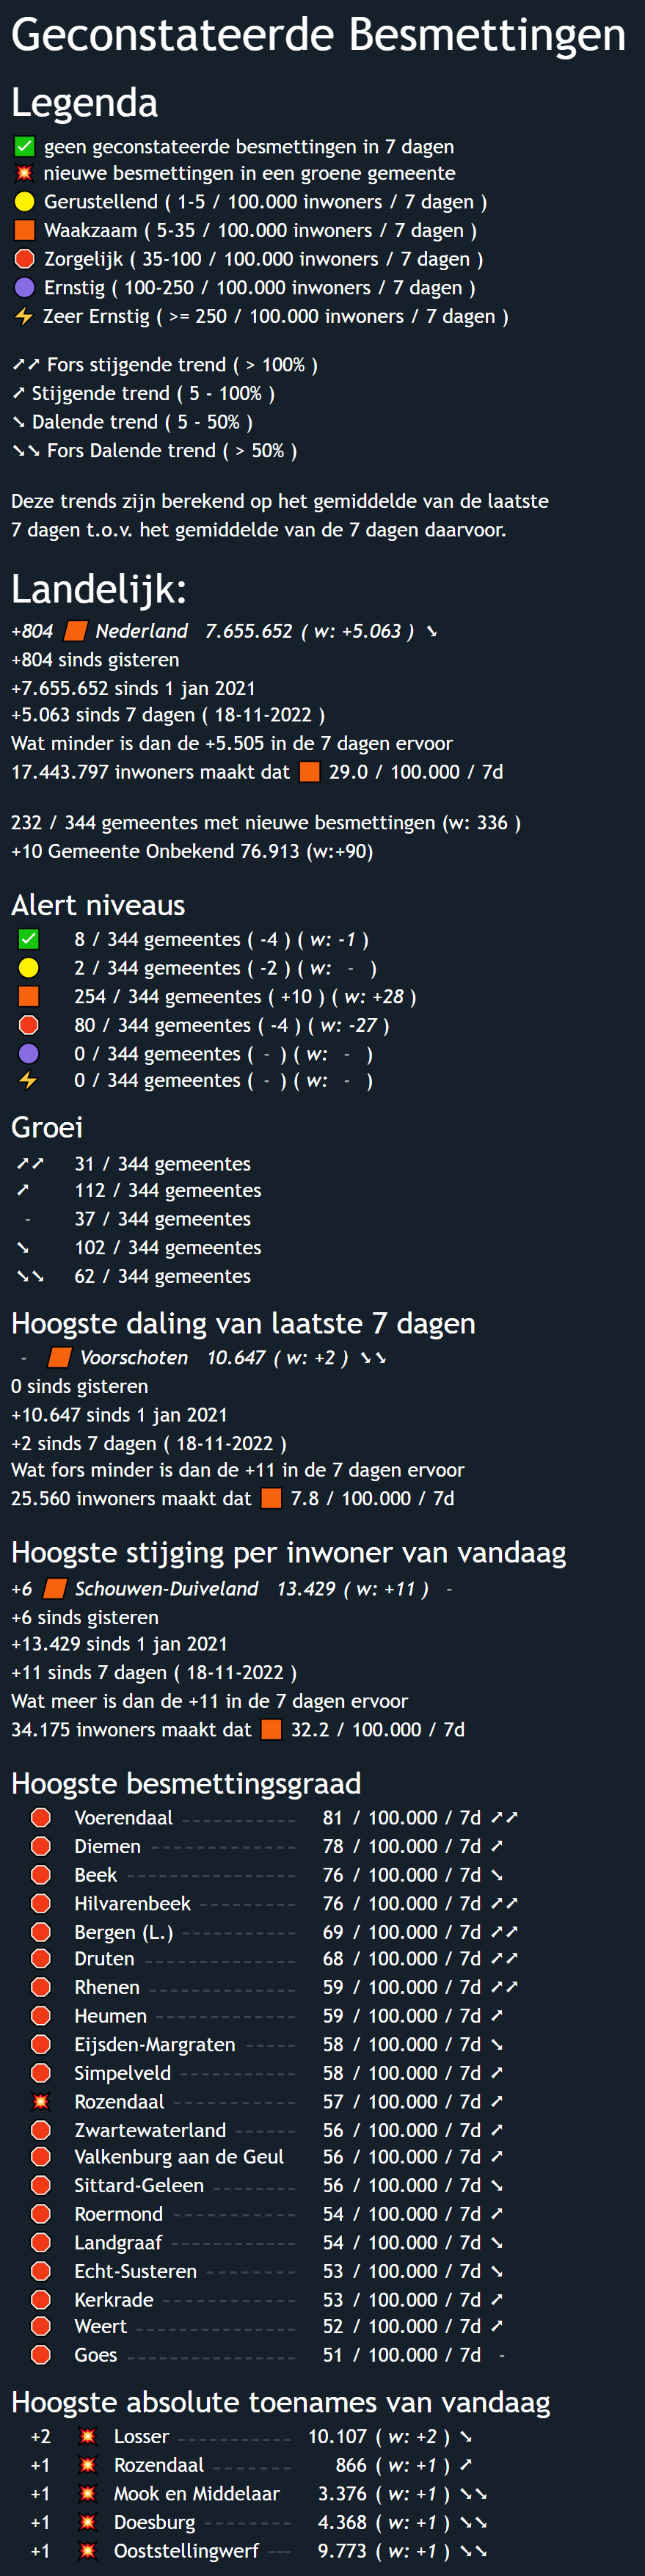 Geconstateerde Besmettingen
Legenda
✅ geen geconstateerde besmettingen in 7 dagen
💥 nieuwe besmettingen in een groene gemeente
🟡 Gerustellend ( 1-5 / 100.000 inwoners / 7 dagen )
🟧 Waakzaam ( 5-35 / 100.000 inwoners / 7 dagen )
🛑 Zorgelijk ( 35-100 / 100.000 inwoners / 7 dagen )
🟣 Ernstig ( 100-250 / 100.000 inwoners / 7 dagen )
⚡ Zeer Ernstig ( >= 250 / 100.000 inwoners / 7 dagen )
➚➚ Fors stijgende trend ( > 100% )
➚ Stijgende trend ( 5 - 100% )
➘ Dalende trend ( 5 - 50% )
➘➘ Fors Dalende trend ( > 50% )
Deze trends zijn berekend op het gemiddelde van de laatste
7 dagen t.o.v. het gemiddelde van de 7 dagen daarvoor.
Landelijk:
+804 🟧 Nederland 7.655.652 ( w: +5.063 ) ➘
+804 sinds gisteren
+7.655.652 sinds 1 jan 2021
+5.063 sinds 7 dagen ( 18-11-2022 )
Wat minder is dan de +5.505 in de 7 dagen ervoor
17.443.797 inwoners maakt dat 🟧 29.0 / 100.000 / 7d
232 / 344 gemeentes met nieuwe besmettingen (w: 336 )
+10 Gemeente Onbekend 76.913 (w:+90)
Alert niveaus
✅ 8 / 344 gemeentes ( -4 ) ( w: -1 )
🟡 2 / 344 gemeentes ( -2 ) ( w: - )
🟧 254 / 344 gemeentes ( +10 ) ( w: +28 )
🛑 80 / 344 gemeentes ( -4 ) ( w: -27 )
🟣 0 / 344 gemeentes ( - ) ( w: - )
⚡ 0 / 344 gemeentes ( - ) ( w: - )
Groei
➚➚ 31 / 344 gemeentes
➚ 112 / 344 gemeentes
- 37 / 344 gemeentes
➘ 102 / 344 gemeentes
➘➘ 62 / 344 gemeentes
Hoogste daling van laatste 7 dagen
- 🟧 Voorschoten 10.647 ( w: +2 ) ➘➘
0 sinds gisteren
+10.647 sinds 1 jan 2021
+2 sinds 7 dagen ( 18-11-2022 )
Wat fors minder is dan de +11 in de 7 dagen ervoor
25.560 inwoners maakt dat 🟧 7.8 / 100.000 / 7d
Hoogste stijging per inwoner van vandaag
+6 🟧 Schouwen-Duiveland 13.429 ( w: +11 ) -
+6 sinds gisteren
+13.429 sinds 1 jan 2021
+11 sinds 7 dagen ( 18-11-2022 )
Wat meer is dan de +11 in de 7 dagen ervoor
34.175 inwoners maakt dat 🟧 32.2 / 100.000 / 7d
Hoogste besmettingsgraad
🛑 Voerendaal ----------- 81 / 100.000 / 7d ➚➚
🛑 Diemen -------------- 78 / 100.000 / 7d ➚
🛑 Beek ---------------- 76 / 100.000 / 7d ➘
🛑 Hilvarenbeek --------- 76 / 100.000 / 7d ➚➚
🛑 Bergen (L.) ----------- 69 / 100.000 / 7d ➚➚
🛑 Druten -------------- 68 / 100.000 / 7d ➚➚
🛑 Rhenen -------------- 59 / 100.000 / 7d ➚➚
🛑 Heumen ------------- 59 / 100.000 / 7d ➚
🛑 Eijsden-Margraten ----- 58 / 100.000 / 7d ➘
🛑 Simpelveld ----------- 58 / 100.000 / 7d ➚
💥 Rozendaal ------------ 57 / 100.000 / 7d ➚
🛑 Zwartewaterland ------ 56 / 100.000 / 7d ➚
🛑 Valkenburg aan de Geul 56 / 100.000 / 7d ➚
🛑 Sittard-Geleen -------- 56 / 100.000 / 7d ➘
🛑 Roermond ------------ 54 / 100.000 / 7d ➚
🛑 Landgraaf ------------ 54 / 100.000 / 7d ➘
🛑 Echt-Susteren --------- 53 / 100.000 / 7d ➘
🛑 Kerkrade ------------- 53 / 100.000 / 7d ➚
🛑 Weert --------------- 52 / 100.000 / 7d ➚
🛑 Goes ---------------- 51 / 100.000 / 7d -
Hoogste absolute toenames van vandaag
+2 💥 Losser ----------- 10.107 ( w: +2 ) ➘
+1 💥 Rozendaal ------- 866 ( w: +1 ) ➚
+1 💥 Mook en Middelaar 3.376 ( w: +1 ) ➘➘
+1 💥 Doesburg -------- 4.368 ( w: +1 ) ➘➘
+1 💥 Ooststellingwerf --- 9.773 ( w: +1 ) ➘➘